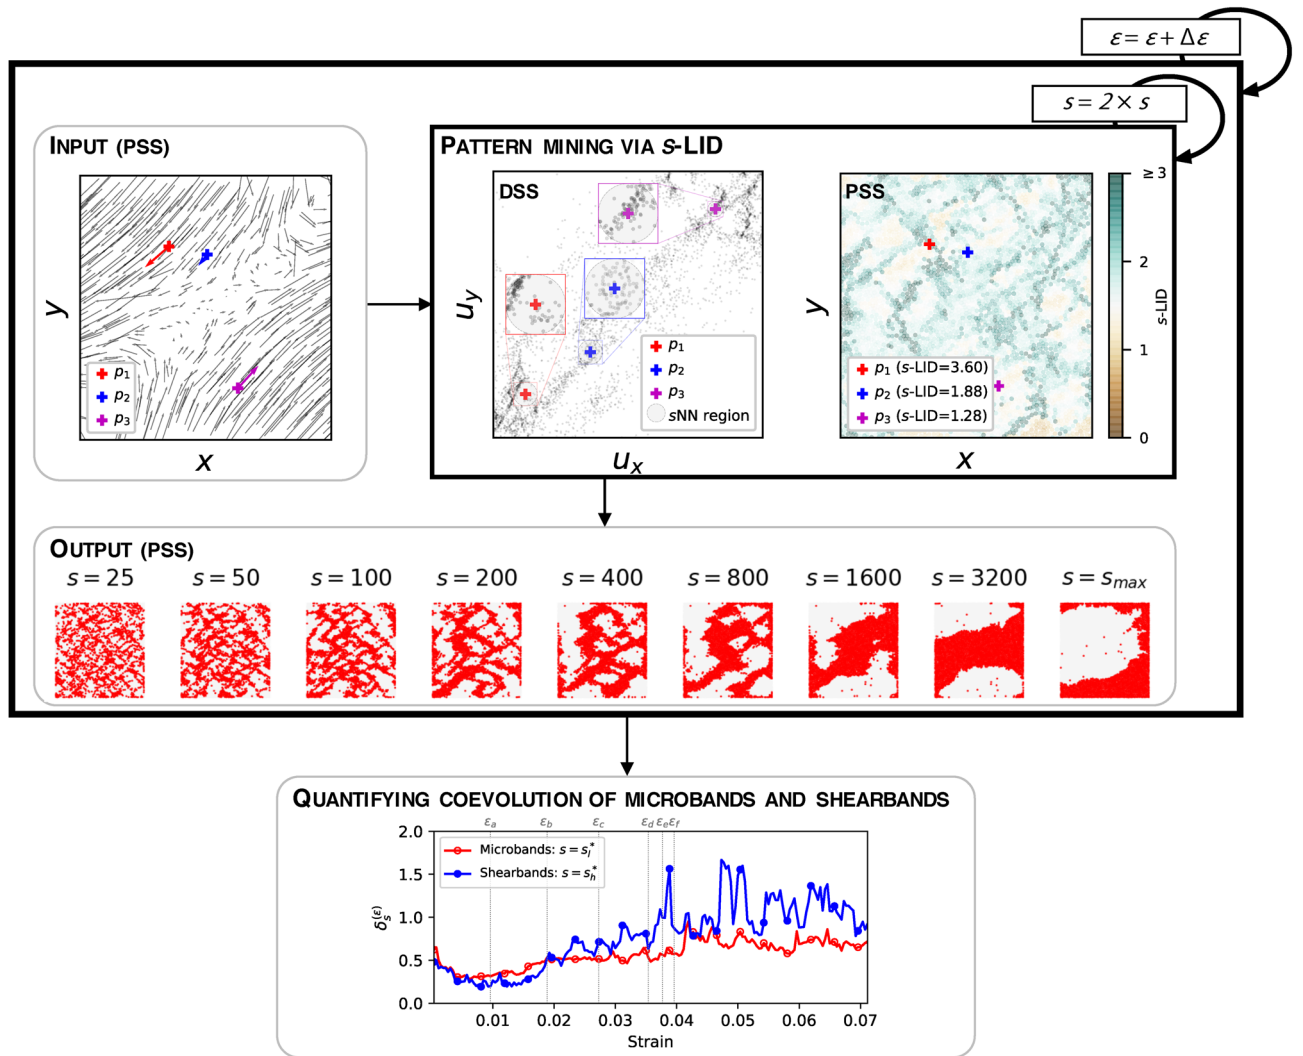 ε = ε + Δε
s = 2 × s
INPUT (PSS)
y
p1
p2
p3
x
PATTERN MINING VIA s-LID
DSS
uy
p1
p2
p3
sNN region
ux
PSS
y
p1 (s-LID=3.60)
p2 (s-LID=1.88)
p3 (s-LID=1.28)
x
≥ 3
2
1
0
s-LID
OUTPUT (PSS)
s = 25
s = 50
s = 100
s = 200
s = 400
s = 800
s = 1600
s = 3200
s = smax
QUANTIFYING COEVOLUTION OF MICROBANDS AND SHEARBANDS
εa
εb
εc
εd
εe
εf
2.0
1.5
1.0
0.5
0.0
δs(ε)
Microbands: s = sl*
Shearbands: s = sh*
0.01
0.02
0.03
0.04
0.05
0.06
0.07
Strain